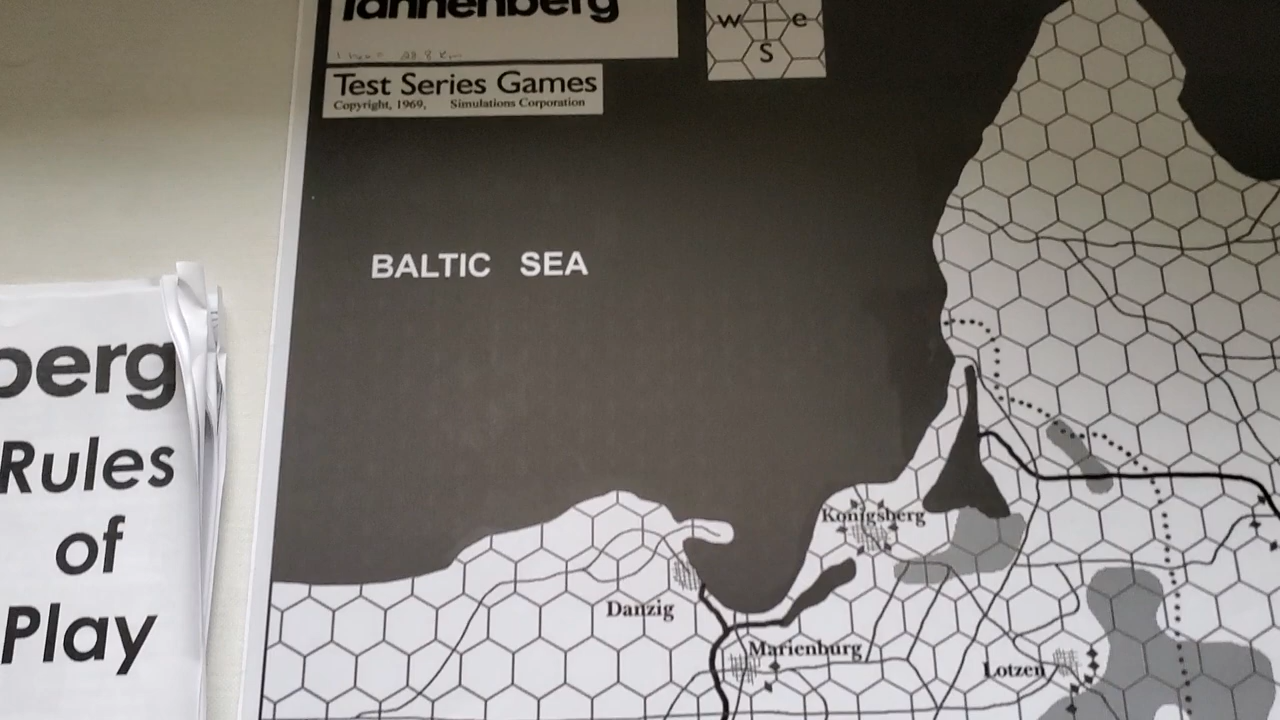 Tannenberg
Test Series Games
Copyright, 1969, Simulations Corporation
w e
S
BALTIC SEA
berg
Rules
of
Play
Konigsberg
Danzig
Marienburg
Lotzen